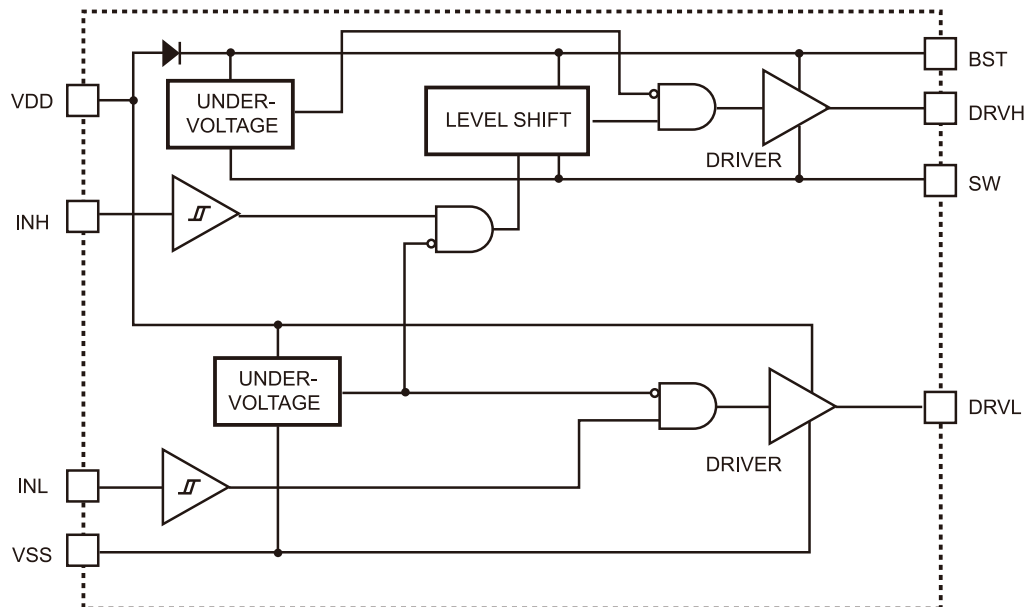 BST
VDD
UNDER-
VOLTAGE
LEVEL SHIFT
DRVH
DRIVER
SW
INH
UNDER-
VOLTAGE
DRVL
DRIVER
INL
VSS